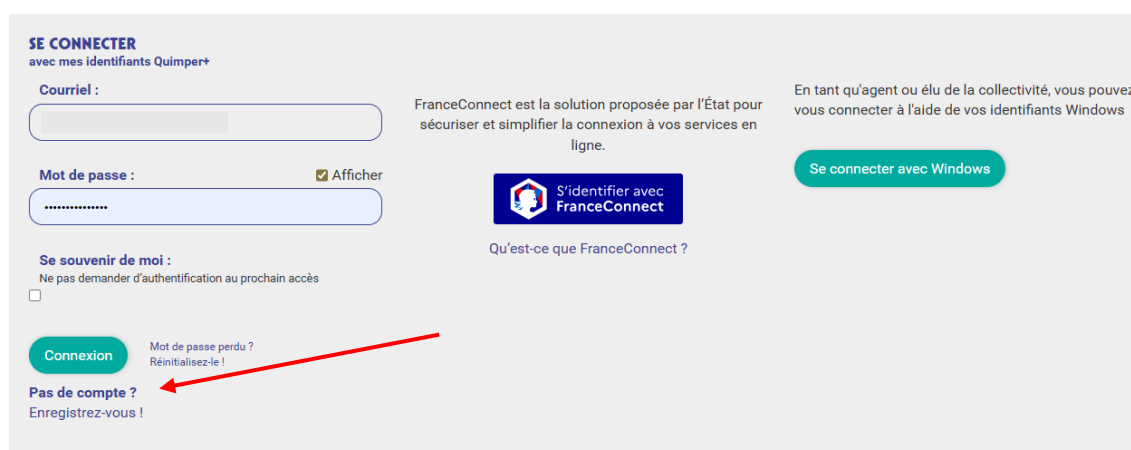 SE CONNECTER
avec mes identifiants Quimper+
Courriel :
Mot de passe :
Afficher
•••••••••••••••
Se souvenir de moi :
Ne pas demander d'authentification au prochain accès
Connexion
Mot de passe perdu ?
Réinitialisez-le !
Pas de compte ?
Enregistrez-vous !
FranceConnect est la solution proposée par l'État pour
sécuriser et simplifier la connexion à vos services en
ligne.
S'identifier avec
FranceConnect
Qu'est-ce que FranceConnect ?
En tant qu'agent ou élu de la collectivité, vous pouvez
vous connecter à l'aide de vos identifiants Windows
Se connecter avec Windows